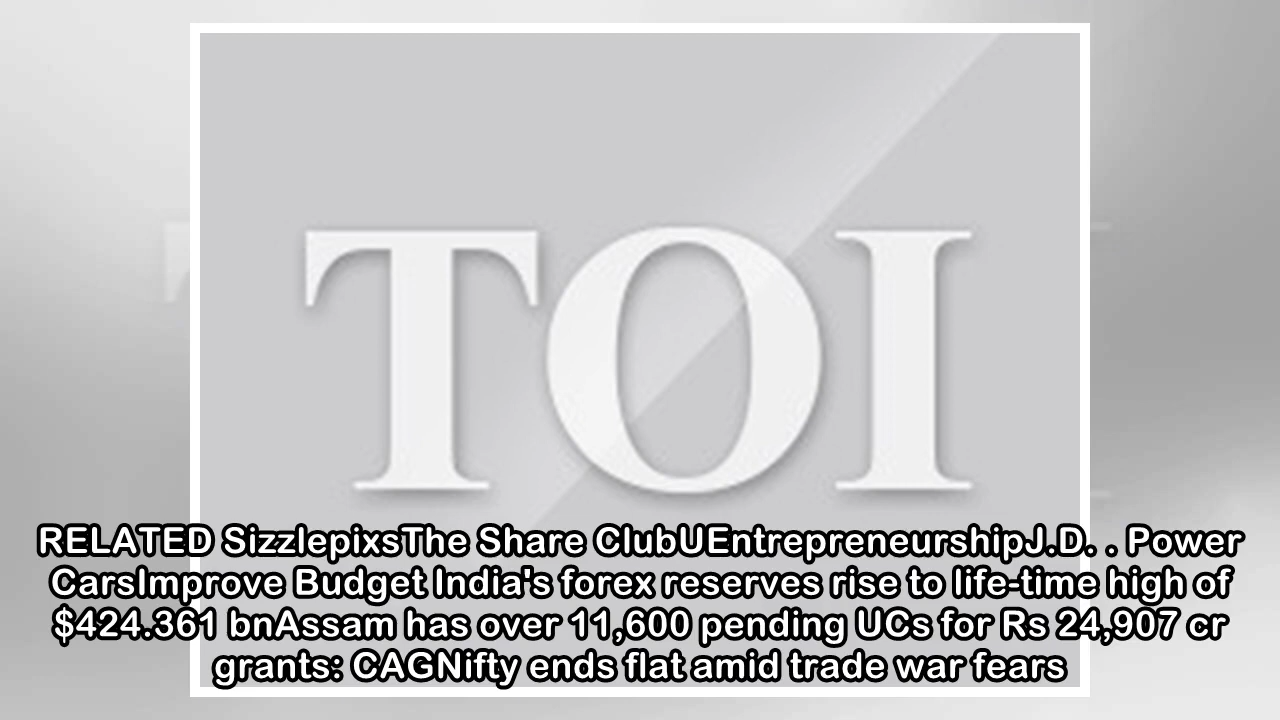 TOI
RELATED SizzlepixsThe Share ClubUEntrepreneurshipJ.D. . Power
CarsImprove Budget India's forex reserves rise to life-time high of
$424.361 bnAssam has over 11,600 pending UCs for Rs 24,907 cr
grants: CAGNifty ends flat amid trade war fears